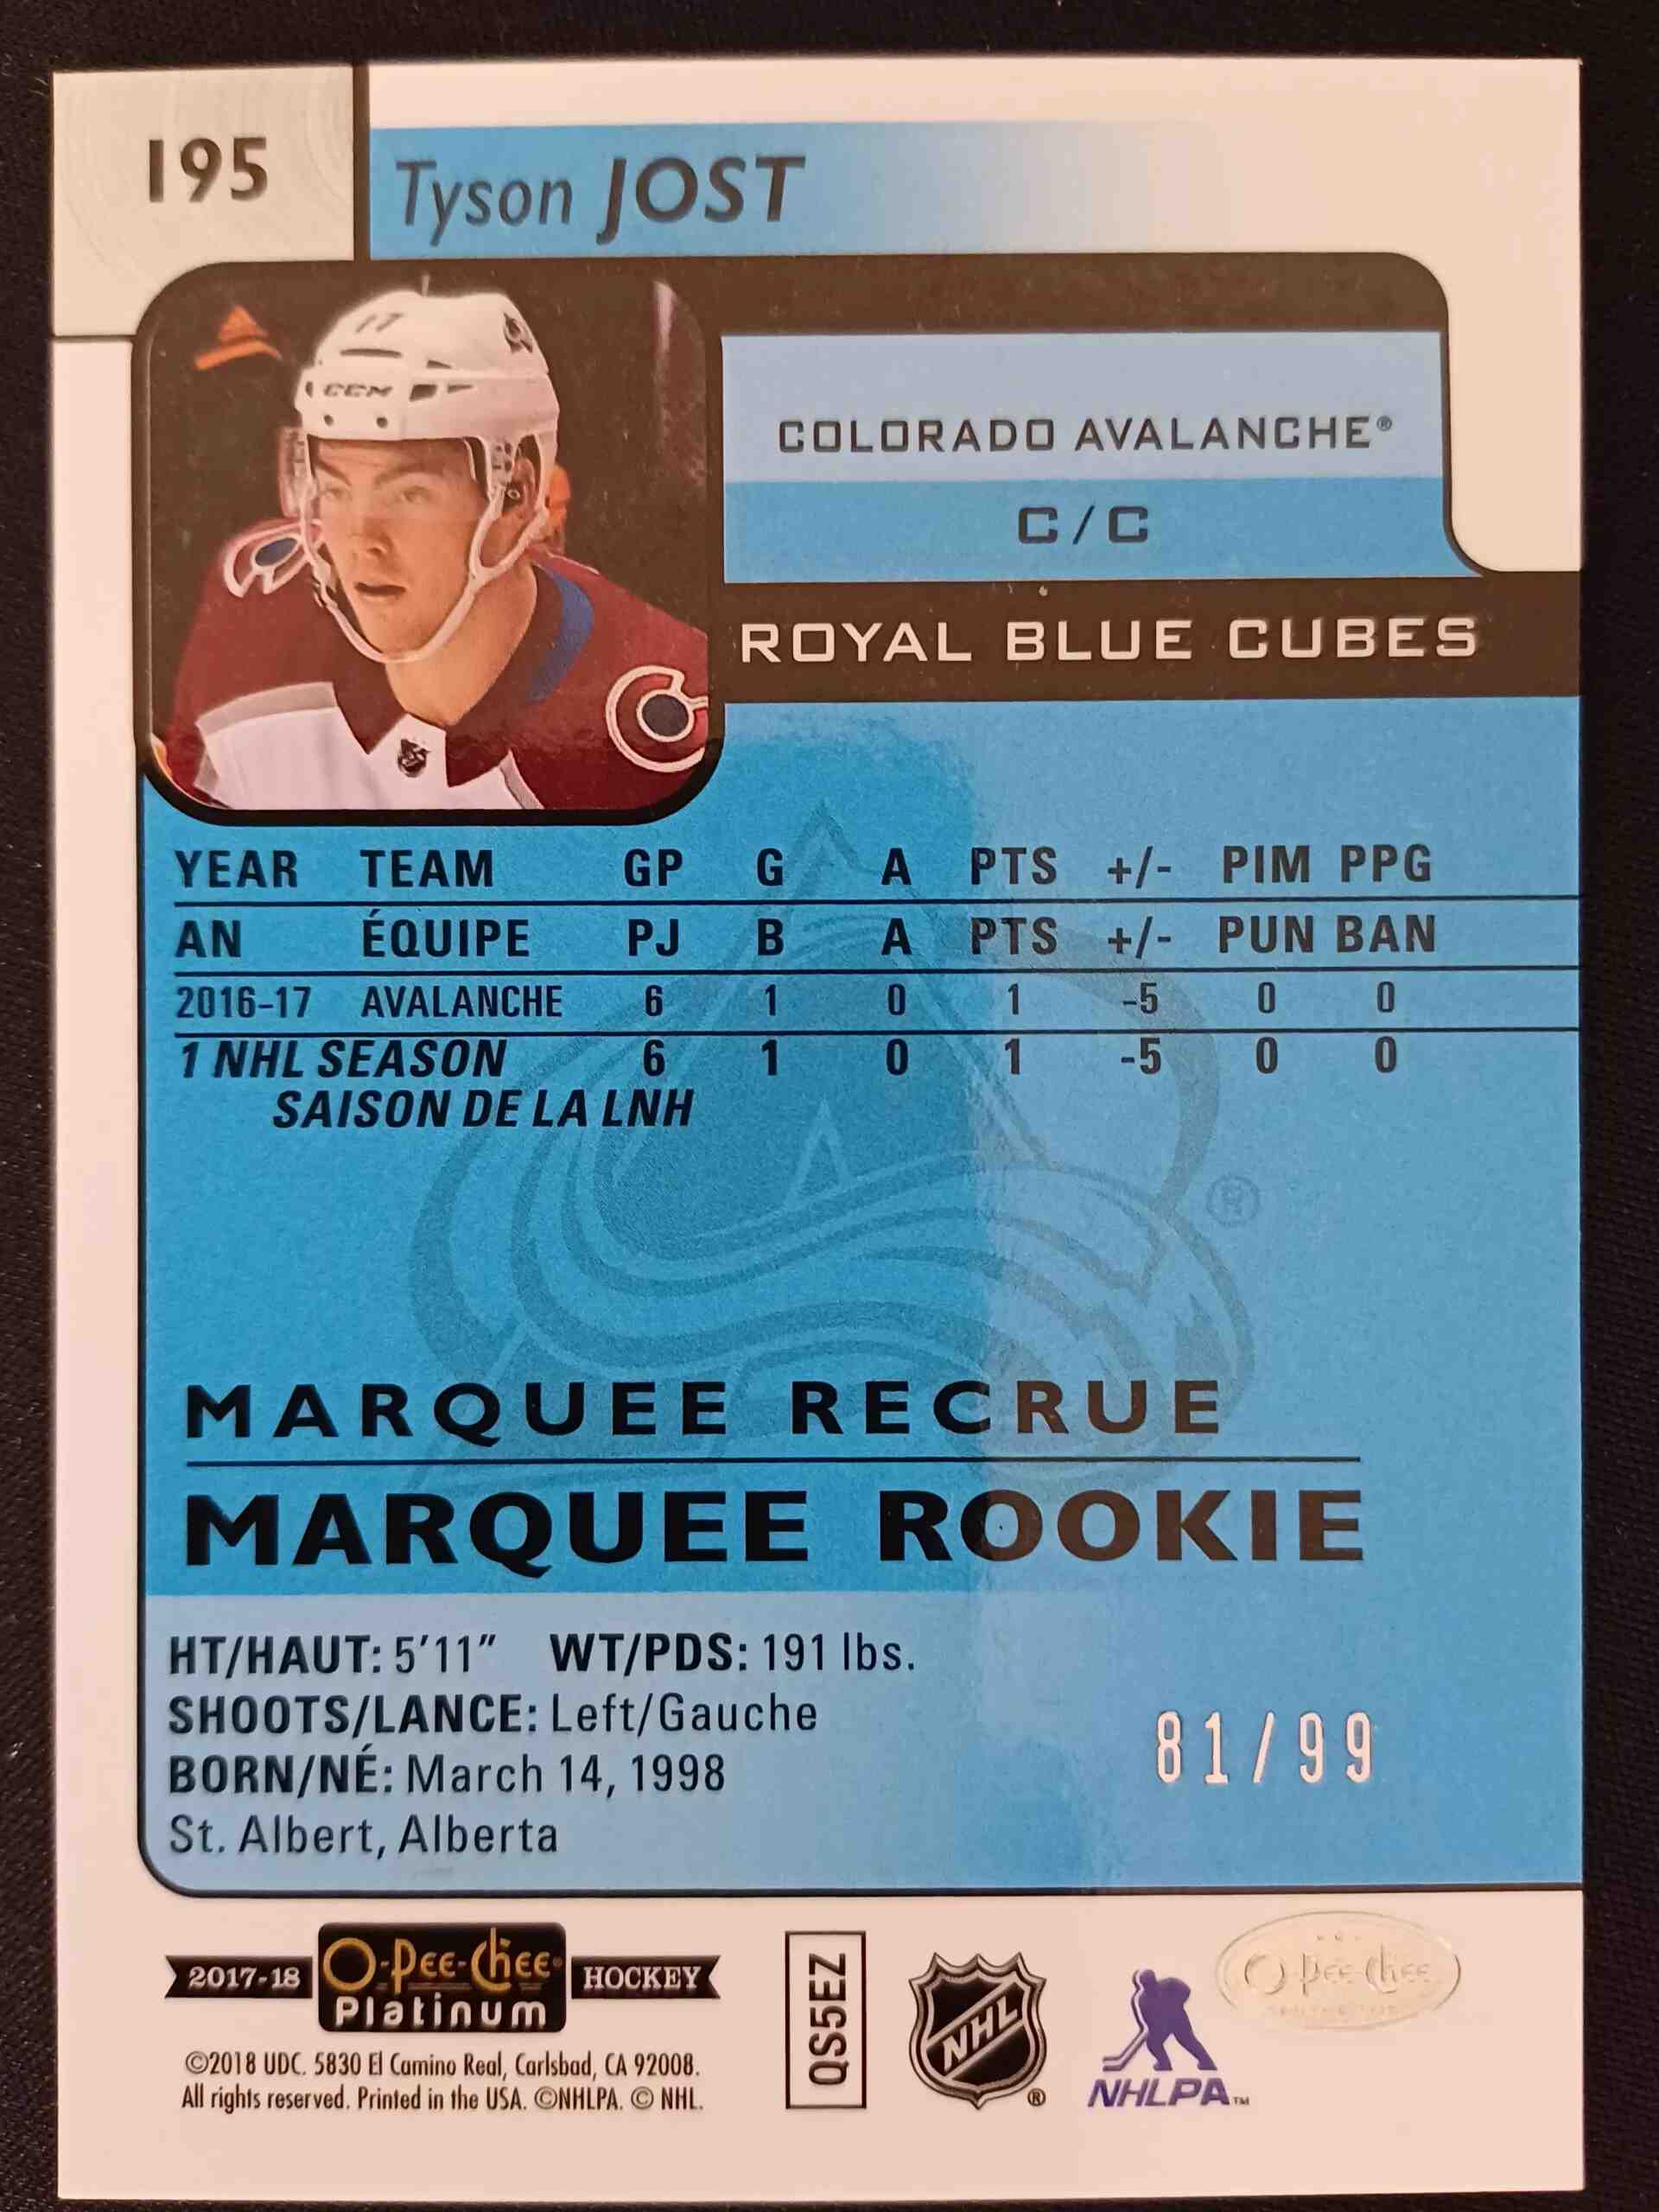 195
Tyson JOST
17
CCM
COLORADO AVALANCHE®
C/C
ROYAL BLUE CUBES
YEAR TEAM GP G A PTS +/- PIM PPG
AN ÉQUIPE PJ B A PTS +/- PUN BAN
2016-17 AVALANCHE 6 1 0 1 -5 0 0
1 NHL SEASON 6 1 0 1 -5 0 0
SAISON DE LA LNH
®
MARQUEE RECRUE
MARQUEE ROOKIE
HT/HAUT: 5'11" WT/PDS: 191 lbs.
SHOOTS/LANCE: Left/Gauche
BORN/NÉ: March 14, 1998
St. Albert, Alberta
81/99
2017-18 O-Pee-Chee® HOCKEY
Platinum
©2018 UDC. 5830 El Camino Real, Carlsbad, CA 92008.
All rights reserved. Printed in the USA. ©NHLPA. © NHL.
QS5EZ
NHL ®
NHLPA™
O-Pee-Chee